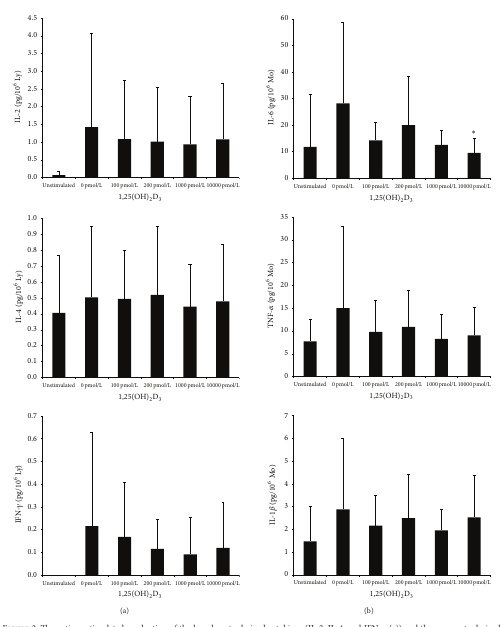 4.5
4.0
3.5
3.0
2.5
2.0
1.5
1.0
0.5
0.0
IL-2 (pg/10⁶ Ly)
Unstimulated 0 pmol/L 100 pmol/L 200 pmol/L 1000 pmol/L 10000 pmol/L
1,25(OH)₂D₃
60
50
40
30
20
10
0
IL-6 (pg/10⁶ Mo)
*
Unstimulated 0 pmol/L 100 pmol/L 200 pmol/L 1000 pmol/L 10000 pmol/L
1,25(OH)₂D₃
1.0
0.9
0.8
0.7
0.6
0.5
0.4
0.3
0.2
0.1
0.0
IL-4 (pg/10⁶ Ly)
Unstimulated 0 pmol/L 100 pmol/L 200 pmol/L 1000 pmol/L 10000 pmol/L
1,25(OH)₂D₃
35
30
25
20
15
10
5
0
TNF-α (pg/10⁶ Mo)
Unstimulated 0 pmol/L 100 pmol/L 200 pmol/L 1000 pmol/L 10000 pmol/L
1,25(OH)₂D₃
0.7
0.6
0.5
0.4
0.3
0.2
0.1
0.0
IFN-γ (pg/10⁶ Ly)
Unstimulated 0 pmol/L 100 pmol/L 200 pmol/L 1000 pmol/L 10000 pmol/L
1,25(OH)₂D₃
(a)
7
6
5
4
3
2
1
0
IL-1β (pg/10⁶ Mo)
Unstimulated 0 pmol/L 100 pmol/L 200 pmol/L 1000 pmol/L 10000 pmol/L
1,25(OH)₂D₃
(b)